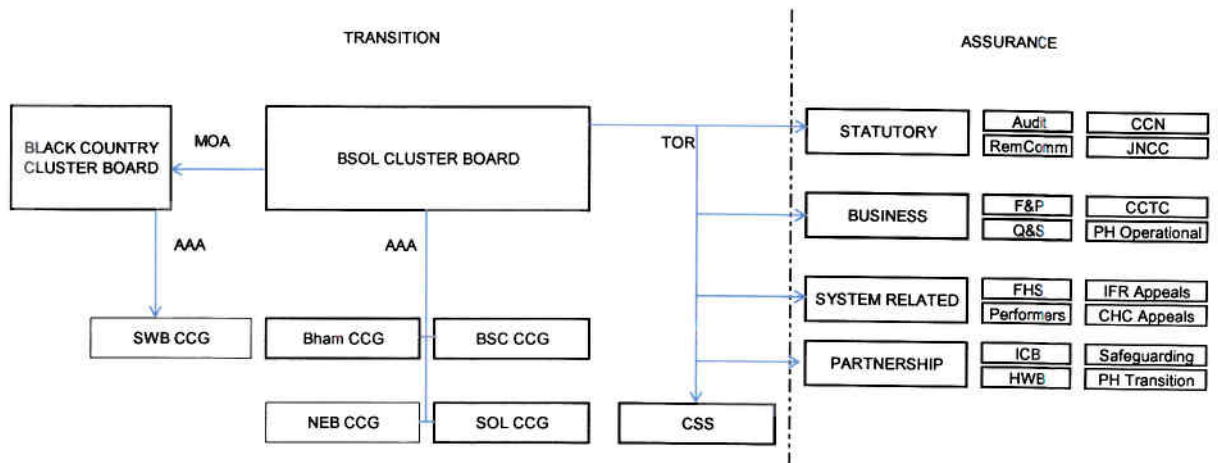 TRANSITION
ASSURANCE
BLACK COUNTRY
CLUSTER BOARD
MOA
BSOL CLUSTER BOARD
TOR
AAA
AAA
SWB CCG
Bham CCG
BSC CCG
NEB CCG
SOL CCG
CSS
STATUTORY
Audit
CCN
RemComm
JNCC
BUSINESS
F&P
CCTC
Q&S
PH Operational
SYSTEM RELATED
FHS
IFR Appeals
Performers
CHC Appeals
PARTNERSHIP
ICB
Safeguarding
HWB
PH Transition